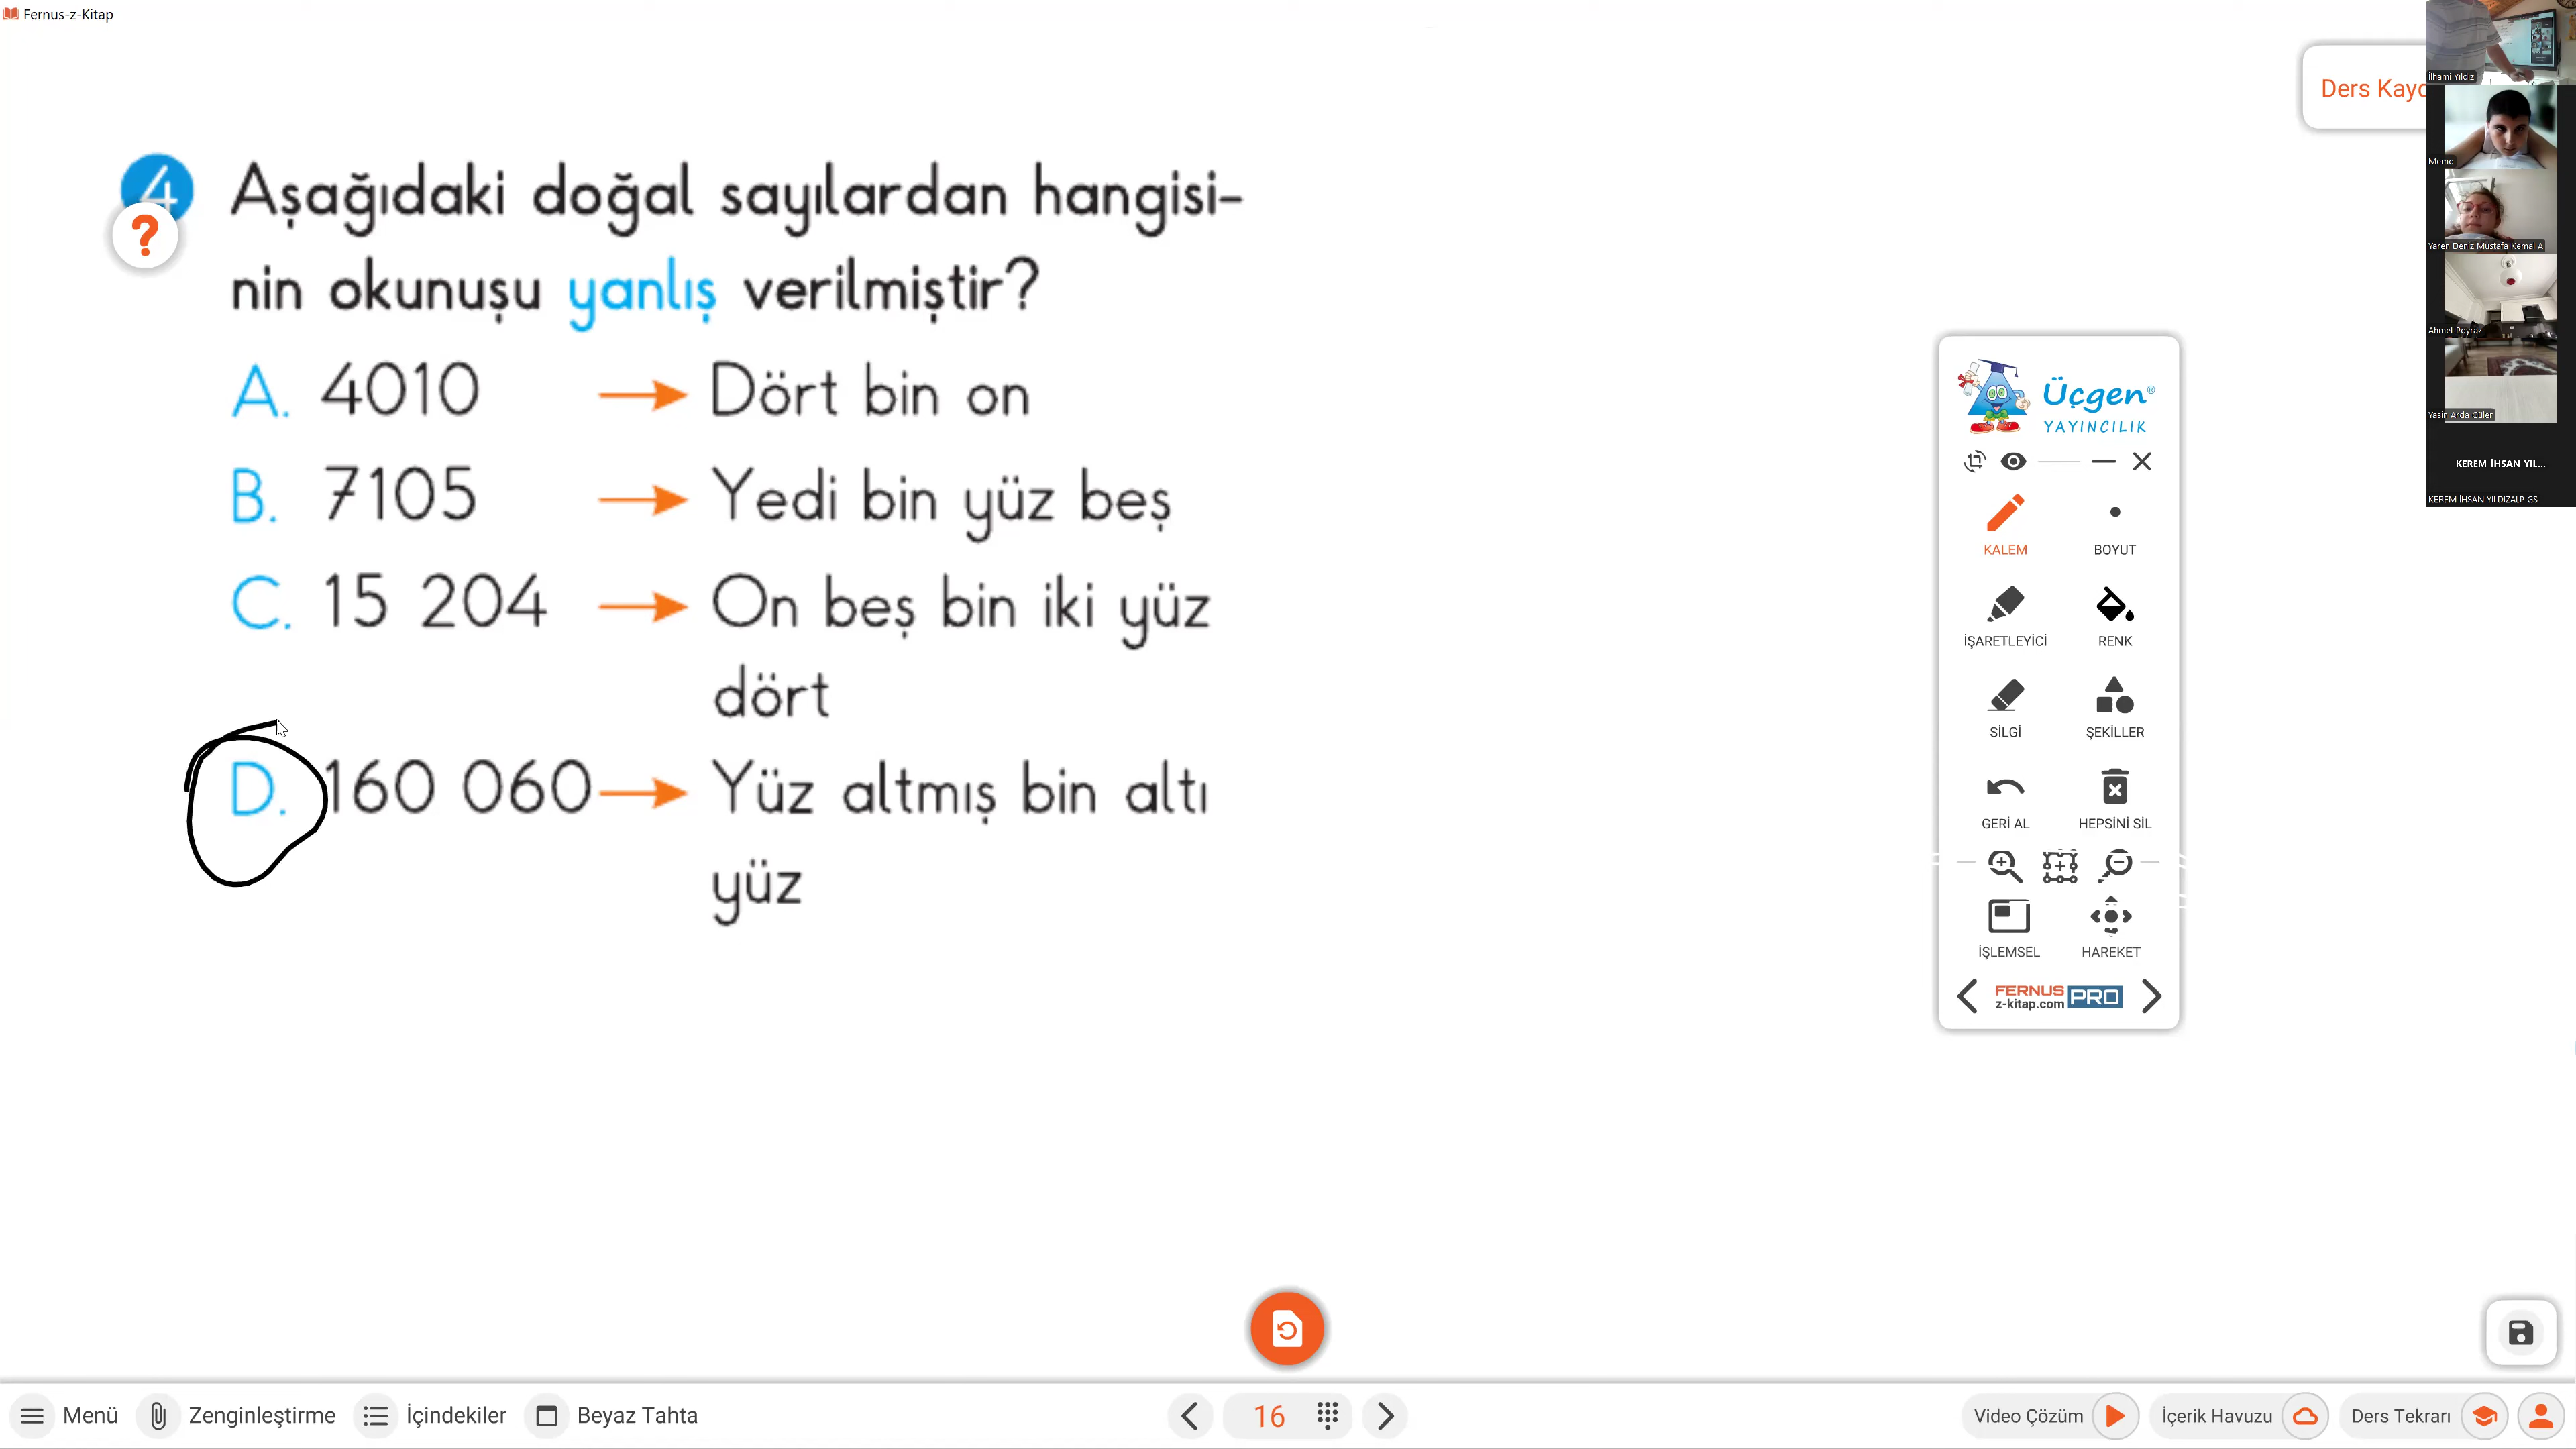 Fernus-z-Kitap
Ders Kayd
İlhami Yıldız
Memo
Yaren Deniz Mustafa Kemal A
Ahmet Poyraz
Yasin Arda Güler
KEREM İHSAN YIL...
KEREM İHSAN YILDIZALP GS
4 Aşağıdaki doğal sayılardan hangisi-
?
nin okunuşu yanlış verilmiştir?
A. 4010 → Dört bin on
B. 7105 → Yedi bin yüz beş
C. 15 204 → On beş bin iki yüz
dört
D. 160 060 → Yüz altmış bin altı
yüz
Üçgen®
YAYINCILIK
KALEM BOYUT
İŞARETLEYİCİ RENK
SİLGİ ŞEKİLLER
GERİ AL HEPSİNİ SİL
İŞLEMSEL HAREKET
FERNUS
z-kitap.com PRO
Menü Zenginleştirme İçindekiler Beyaz Tahta 16 Video Çözüm İçerik Havuzu Ders Tekrarı